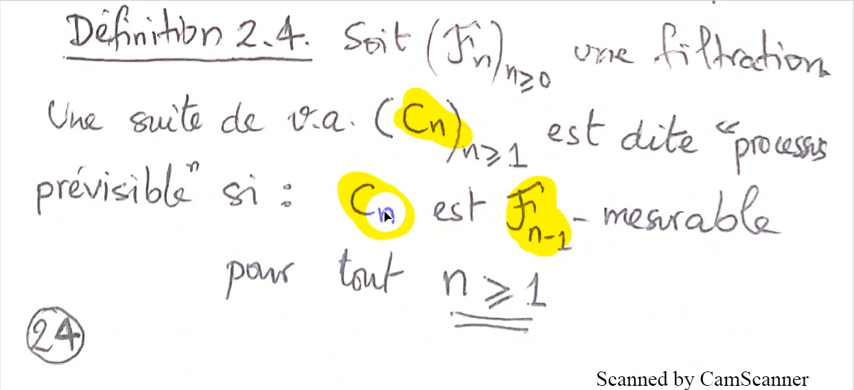 Définition 2.4. Soit (ℱn)n≥0 une filtration
Une suite de v.a. (Cn)n≥1 est dite "processus
prévisible" si : Cn est ℱn-1 - mesurable
pour tout n ≥ 1
24
Scanned by CamScanner